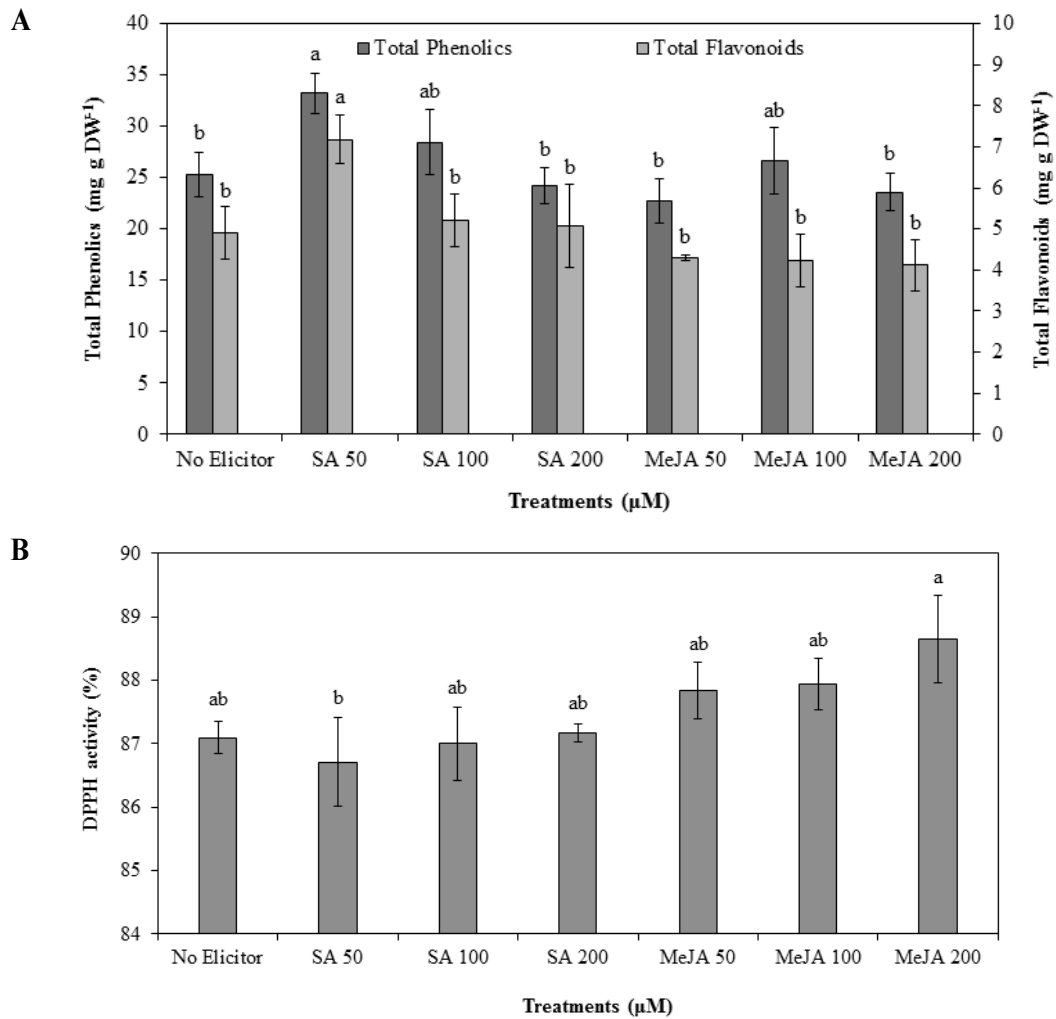 A
40
35
30
25
20
15
10
5
0
Total Phenolics (mg g DW-1)
Total Phenolics
Total Flavonoids
b
b
a
a
ab
b
b
b
b
b
ab
b
b
b
10
9
8
7
6
5
4
3
2
1
0
Total Flavonoids (mg g DW-1)
No Elicitor SA 50 SA 100 SA 200 MeJA 50 MeJA 100 MeJA 200
Treatments (μM)
B
90
89
88
87
86
85
84
DPPH activity (%)
ab
b
ab
ab
ab
ab
a
No Elicitor SA 50 SA 100 SA 200 MeJA 50 MeJA 100 MeJA 200
Treatments (μM)